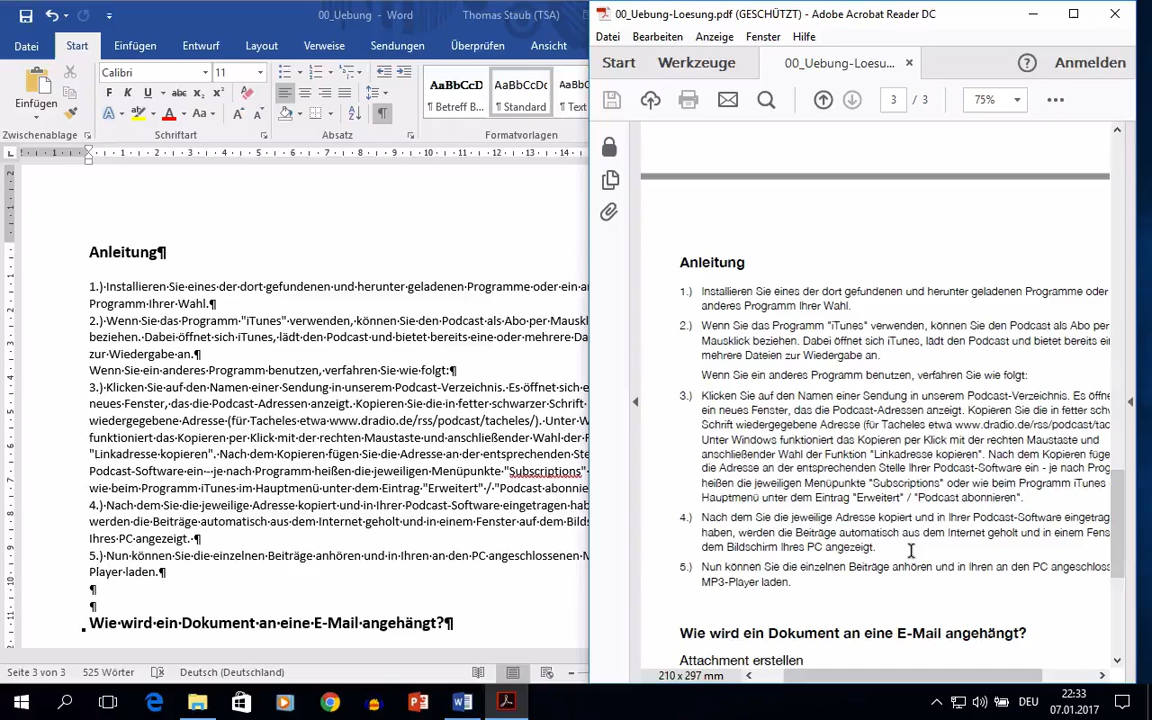 00_Uebung - Word
Thomas Staub (TSA)
Datei
Start
Einfügen
Entwurf
Layout
Verweise
Sendungen
Überprüfen
Ansicht
Einfügen
Calibri
11
F
K
U
abc
Aa
AaBbCcD
AaBbCcDd
AaBb
¶ Betreff B...
¶ Standard
¶ Text
Zwischenablage
Schriftart
Absatz
Formatvorlagen
1 1 2 3 4 5 6 7 8 9 10 11 12 13 14
Anleitung¶
1.)·Installieren·Sie·eines·der·dort·gefundenen·und·herunter·geladenen·Programme·oder·ein·an
Programm·Ihrer·Wahl.¶
2.)·Wenn·Sie·das·Programm·"iTunes"·verwenden,·können·Sie·den·Podcast·als·Abo·per·Mauskl
beziehen.·Dabei·öffnet·sich·iTunes,·lädt·den·Podcast·und·bietet·bereits·eine·oder·mehrere·Da
zur·Wiedergabe·an.¶
Wenn·Sie·ein·anderes·Programm·benutzen,·verfahren·Sie·wie·folgt:¶
3.)·Klicken·Sie·auf·den·Namen·einer·Sendung·in·unserem·Podcast-Verzeichnis.·Es·öffnet·sich·e
neues·Fenster,·das·die·Podcast-Adressen·anzeigt.·Kopieren·Sie·die·in·fetter·schwarzer·Schrift·
wiedergegebene·Adresse·(für·Tacheles·etwa·www.dradio.de/rss/podcast/tacheles/).·Unter·W
funktioniert·das·Kopieren·per·Klick·mit·der·rechten·Maustaste·und·anschließender·Wahl·der·F
"Linkadresse·kopieren".·Nach·dem·Kopieren·fügen·Sie·die·Adresse·an·der·entsprechenden·Ste
Podcast-Software·ein·-·je·nach·Programm·heißen·die·jeweiligen·Menüpunkte·"Subscriptions"·
wie·beim·Programm·iTunes·im·Hauptmenü·unter·dem·Eintrag·"Erweitert"·/·"Podcast·abonnie
4.)·Nach·dem·Sie·die·jeweilige·Adresse·kopiert·und·in·Ihrer·Podcast-Software·eingetragen·hab
werden·die·Beiträge·automatisch·aus·dem·Internet·geholt·und·in·einem·Fenster·auf·dem·Bilds
Ihres·PC·angezeigt.·¶
5.)·Nun·können·Sie·die·einzelnen·Beiträge·anhören·und·in·Ihren·an·den·PC·angeschlossenen·M
Player·laden.¶
¶
¶
Wie·wird·ein·Dokument·an·eine·E-Mail·angehängt?¶
Seite 3 von 3
525 Wörter
Deutsch (Deutschland)
00_Uebung-Loesung.pdf (GESCHÜTZT) - Adobe Acrobat Reader DC
Datei Bearbeiten Anzeige Fenster Hilfe
Start
Werkzeuge
00_Uebung-Loesu...
Anmelden
3 / 3
75%
Anleitung
1.) Installieren Sie eines der dort gefundenen und herunter geladenen Programme oder
anderes Programm Ihrer Wahl.
2.) Wenn Sie das Programm "iTunes" verwenden, können Sie den Podcast als Abo per
Mausklick beziehen. Dabei öffnet sich iTunes, lädt den Podcast und bietet bereits ein
mehrere Dateien zur Wiedergabe an.
Wenn Sie ein anderes Programm benutzen, verfahren Sie wie folgt:
3.) Klicken Sie auf den Namen einer Sendung in unserem Podcast-Verzeichnis. Es öffne
ein neues Fenster, das die Podcast-Adressen anzeigt. Kopieren Sie die in fetter schw
Schrift wiedergegebene Adresse (für Tacheles etwa www.dradio.de/rss/podcast/tac
Unter Windows funktioniert das Kopieren per Klick mit der rechten Maustaste und
anschließender Wahl der Funktion "Linkadresse kopieren". Nach dem Kopieren füge
die Adresse an der entsprechenden Stelle Ihrer Podcast-Software ein - je nach Prog
heißen die jeweiligen Menüpunkte "Subscriptions" oder wie beim Programm iTunes
Hauptmenü unter dem Eintrag "Erweitert" / "Podcast abonnieren".
4.) Nach dem Sie die jeweilige Adresse kopiert und in Ihrer Podcast-Software eingetrag
haben, werden die Beiträge automatisch aus dem Internet geholt und in einem Fens
dem Bildschirm Ihres PC angezeigt.
5.) Nun können Sie die einzelnen Beiträge anhören und in Ihren an den PC angeschloss
MP3-Player laden.
Wie wird ein Dokument an eine E-Mail angehängt?
Attachment erstellen
210 x 297 mm
DEU
22:33
07.01.2017